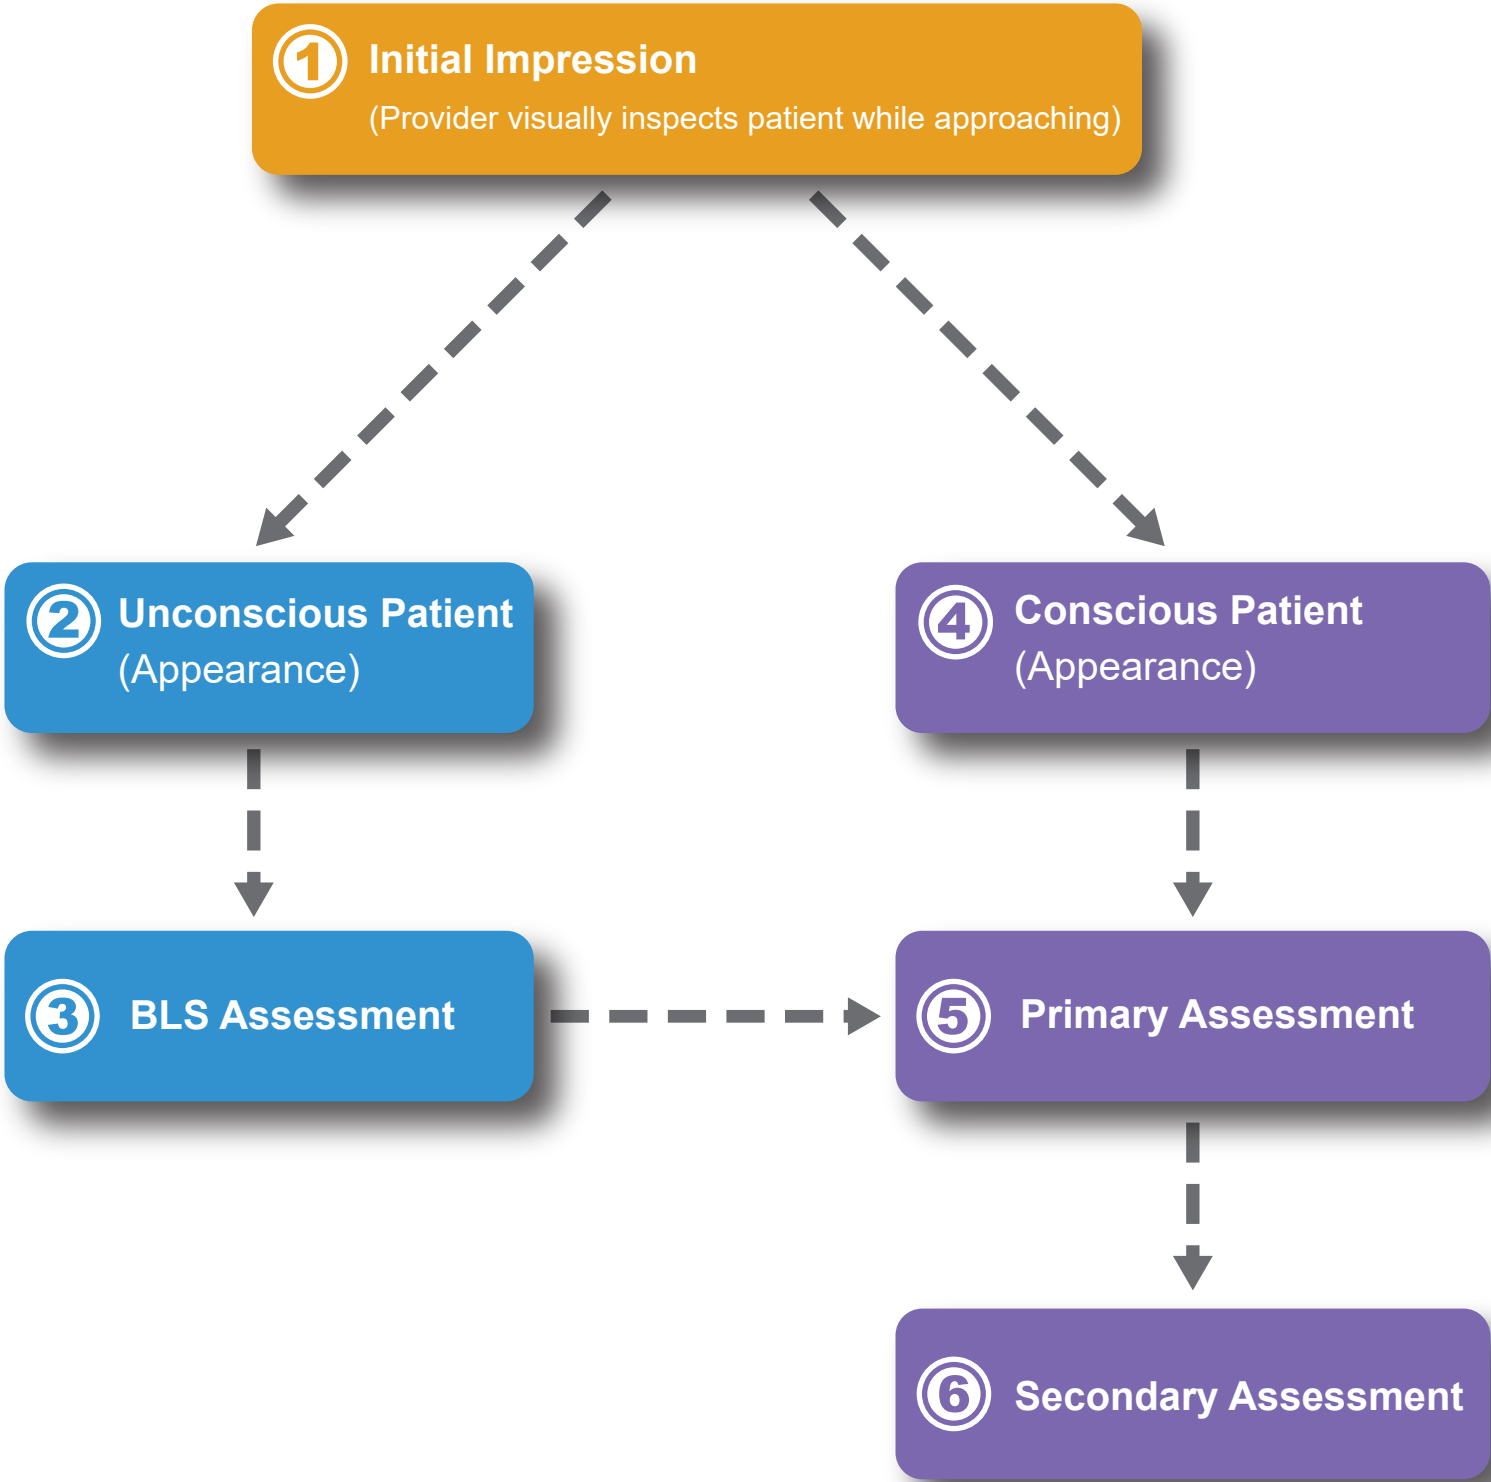 1 Initial Impression
(Provider visually inspects patient while approaching)
2 Unconscious Patient
(Appearance)
4 Conscious Patient
(Appearance)
3 BLS Assessment
5 Primary Assessment
6 Secondary Assessment